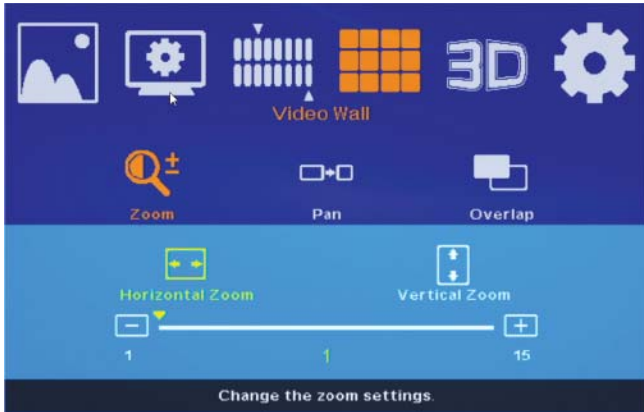 3D
Video Wall
Zoom
Pan
Overlap
Horizontal Zoom
Vertical Zoom
1
1
15
Change the zoom settings.